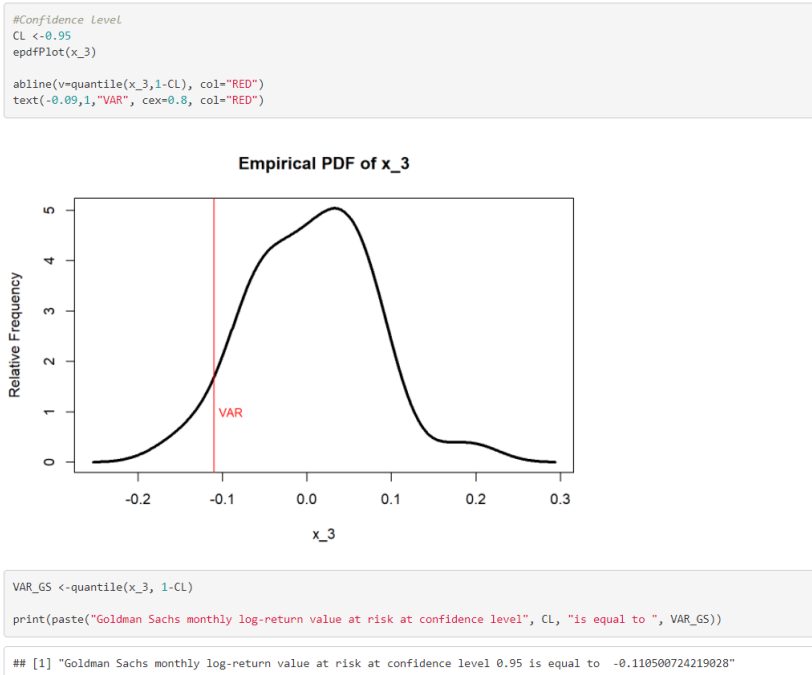 #Confidence level
CL <-0.95
epdfPlot(x_3)
abline(v=quantile(x_3,1-CL), col="RED")
text(-0.09,1,"VAR", cex=0.8, col="RED")
Empirical PDF of x_3
Relative Frequency
5
4
3
2
1
0
VAR
-0.2 -0.1 0.0 0.1 0.2 0.3
x_3
VAR_GS <-quantile(x_3, 1-CL)
print(paste("Goldman Sachs monthly log-return value at risk at confidence level", CL, "is equal to ", VAR_GS))
## [1] "Goldman Sachs monthly log-return value at risk at confidence level 0.95 is equal to  -0.110500724219028"